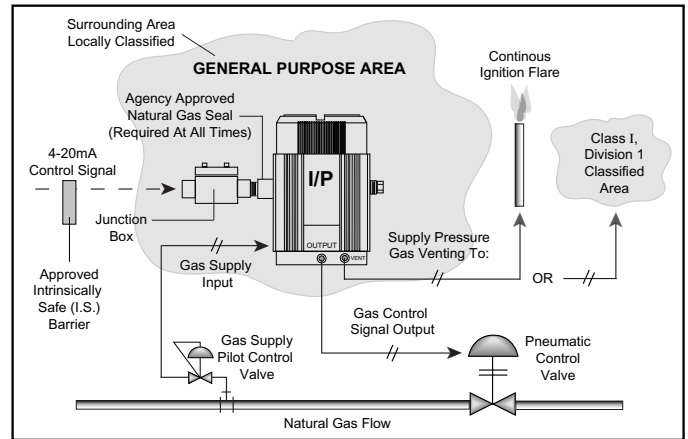 Surrounding Area
Locally Classified
GENERAL PURPOSE AREA
Continous
Ignition Flare
Agency Approved
Natural Gas Seal
(Required At All Times)
4-20mA
Control Signal
I/P
Class I,
Division 1
Classified
Area
Junction
Box
OUTPUT
VENT
Supply Pressure
Gas Venting To:
Gas Supply
Input
OR
Approved
Intrinsically
Safe (I.S.)
Barrier
Gas Control
Signal Output
Gas Supply
Pilot Control
Valve
Pneumatic
Control
Valve
Natural Gas Flow